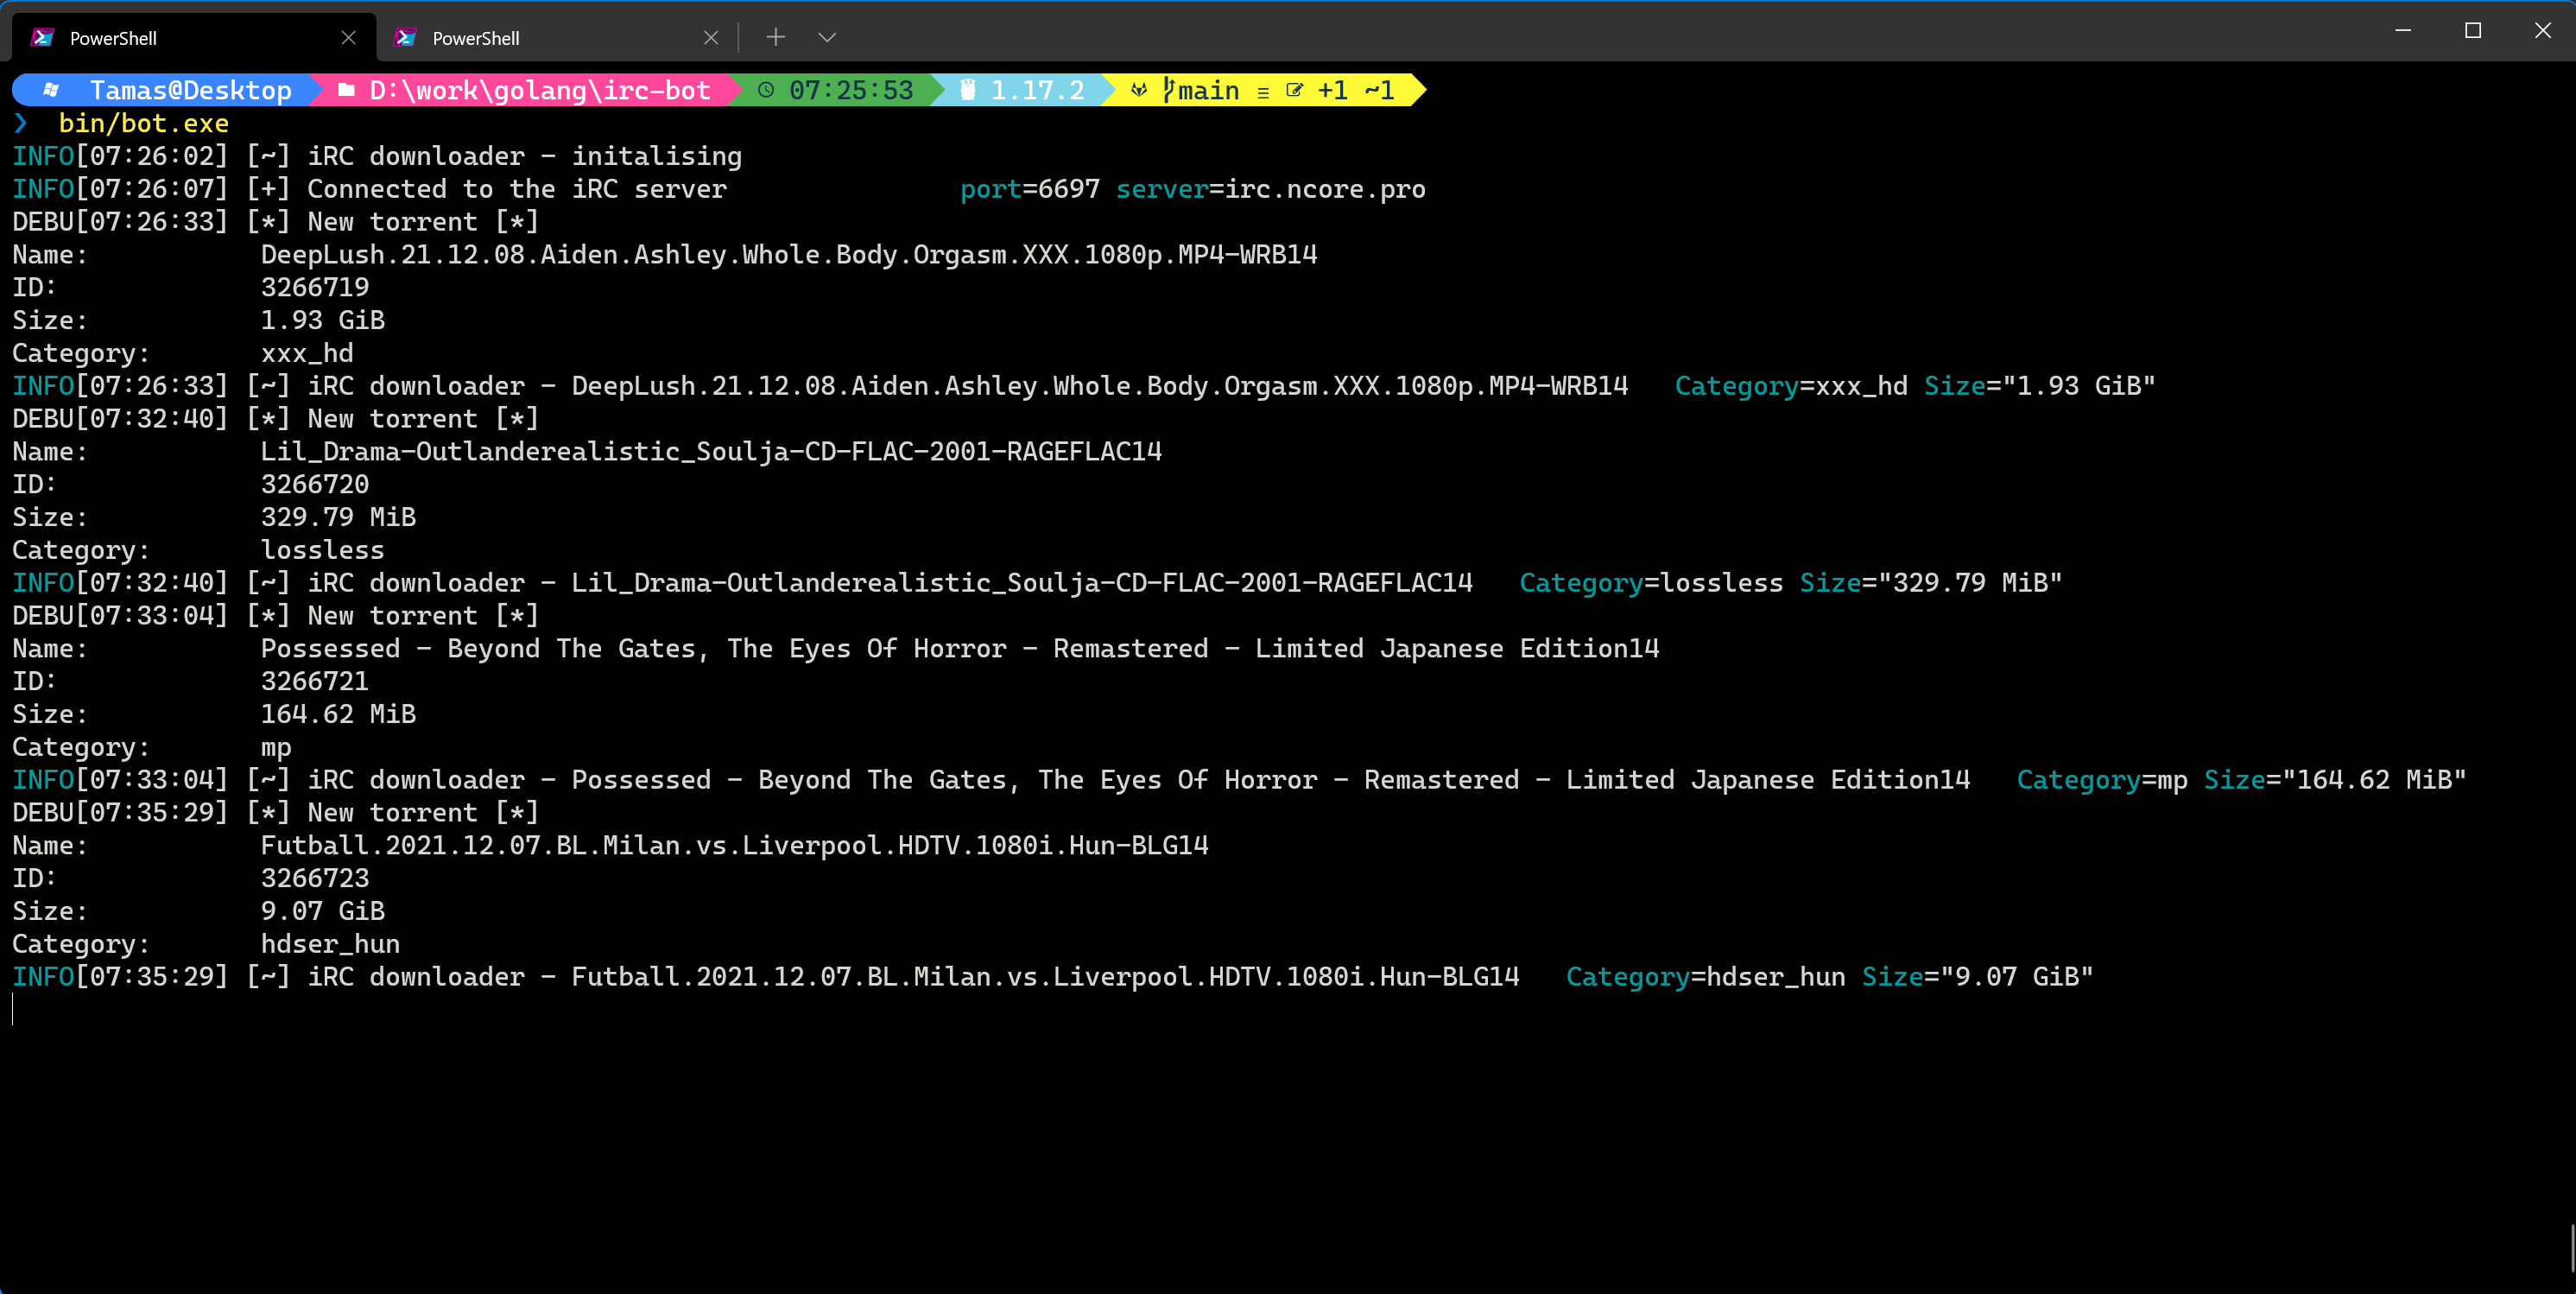 PowerShell
PowerShell
Tamas@Desktop D:\work\golang\irc-bot 07:25:53 1.17.2 main ≡ +1 ~1
❯ bin/bot.exe
INFO[07:26:02] [~] iRC downloader - initalising
INFO[07:26:07] [+] Connected to the iRC server port=6697 server=irc.ncore.pro
DEBU[07:26:33] [*] New torrent [*]
Name: DeepLush.21.12.08.Aiden.Ashley.Whole.Body.Orgasm.XXX.1080p.MP4-WRB14
ID: 3266719
Size: 1.93 GiB
Category: xxx_hd
INFO[07:26:33] [~] iRC downloader - DeepLush.21.12.08.Aiden.Ashley.Whole.Body.Orgasm.XXX.1080p.MP4-WRB14 Category=xxx_hd Size="1.93 GiB"
DEBU[07:32:40] [*] New torrent [*]
Name: Lil_Drama-Outlanderealistic_Soulja-CD-FLAC-2001-RAGEFLAC14
ID: 3266720
Size: 329.79 MiB
Category: lossless
INFO[07:32:40] [~] iRC downloader - Lil_Drama-Outlanderealistic_Soulja-CD-FLAC-2001-RAGEFLAC14 Category=lossless Size="329.79 MiB"
DEBU[07:33:04] [*] New torrent [*]
Name: Possessed - Beyond The Gates, The Eyes Of Horror - Remastered - Limited Japanese Edition14
ID: 3266721
Size: 164.62 MiB
Category: mp
INFO[07:33:04] [~] iRC downloader - Possessed - Beyond The Gates, The Eyes Of Horror - Remastered - Limited Japanese Edition14 Category=mp Size="164.62 MiB"
DEBU[07:35:29] [*] New torrent [*]
Name: Futball.2021.12.07.BL.Milan.vs.Liverpool.HDTV.1080i.Hun-BLG14
ID: 3266723
Size: 9.07 GiB
Category: hdser_hun
INFO[07:35:29] [~] iRC downloader - Futball.2021.12.07.BL.Milan.vs.Liverpool.HDTV.1080i.Hun-BLG14 Category=hdser_hun Size="9.07 GiB"